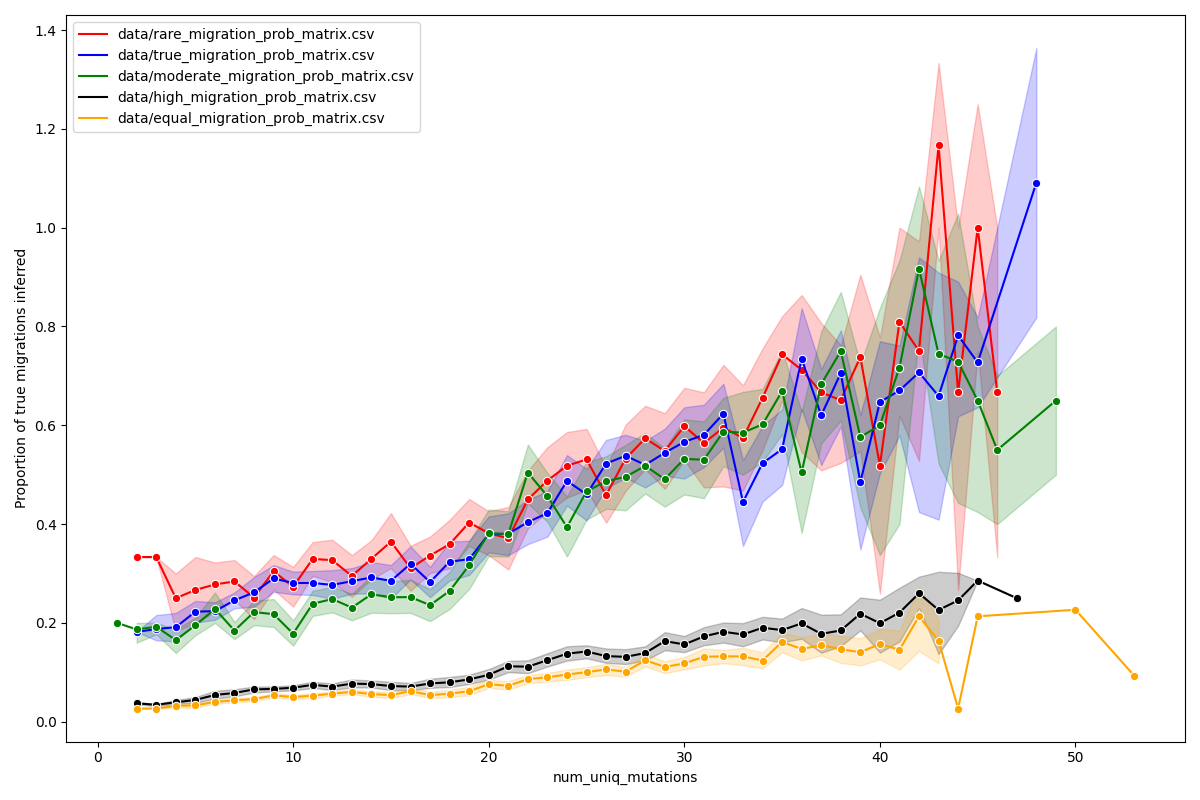 data/rare_migration_prob_matrix.csv
data/true_migration_prob_matrix.csv
data/moderate_migration_prob_matrix.csv
data/high_migration_prob_matrix.csv
data/equal_migration_prob_matrix.csv
Proportion of true migrations inferred
1.4
1.2
1.0
0.8
0.6
0.4
0.2
0.0
0 10 20 30 40 50
num_uniq_mutations